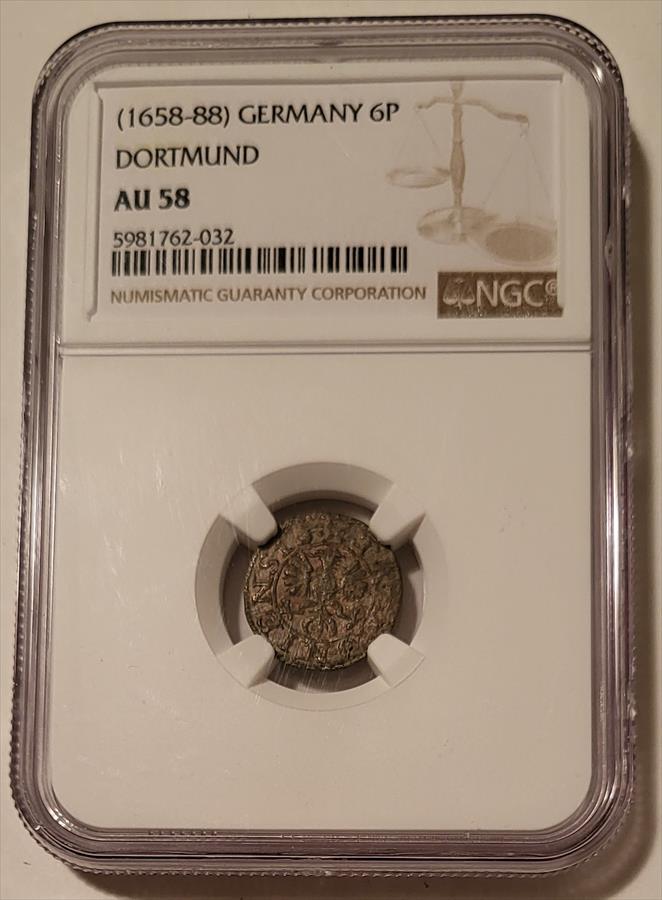 (1658-88) GERMANY 6P
DORTMUND
AU 58
5981762-032
NUMISMATIC GUARANTY CORPORATION
NGC®